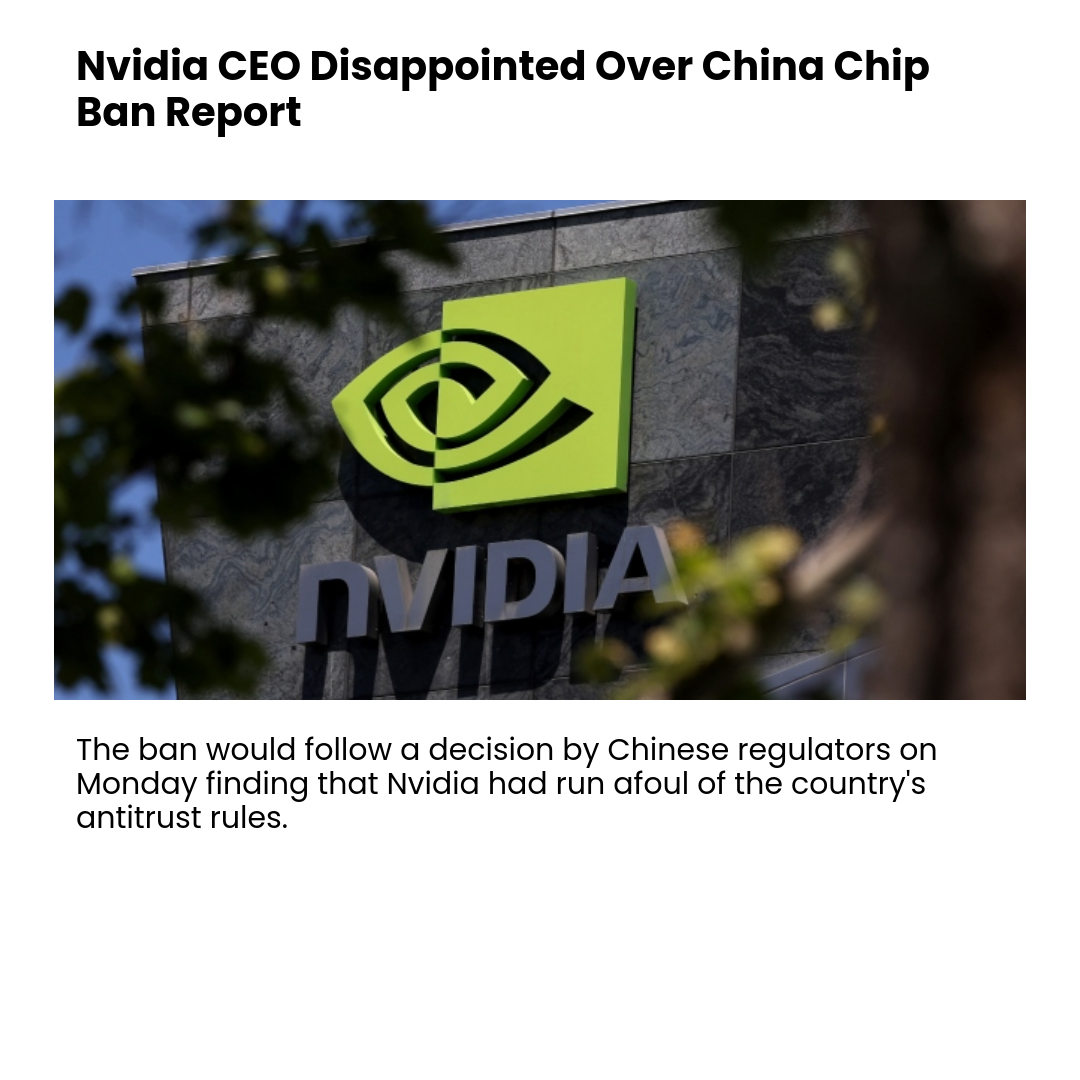 Nvidia CEO Disappointed Over China Chip
Ban Report
NVIDIA
The ban would follow a decision by Chinese regulators on
Monday finding that Nvidia had run afoul of the country's
antitrust rules.